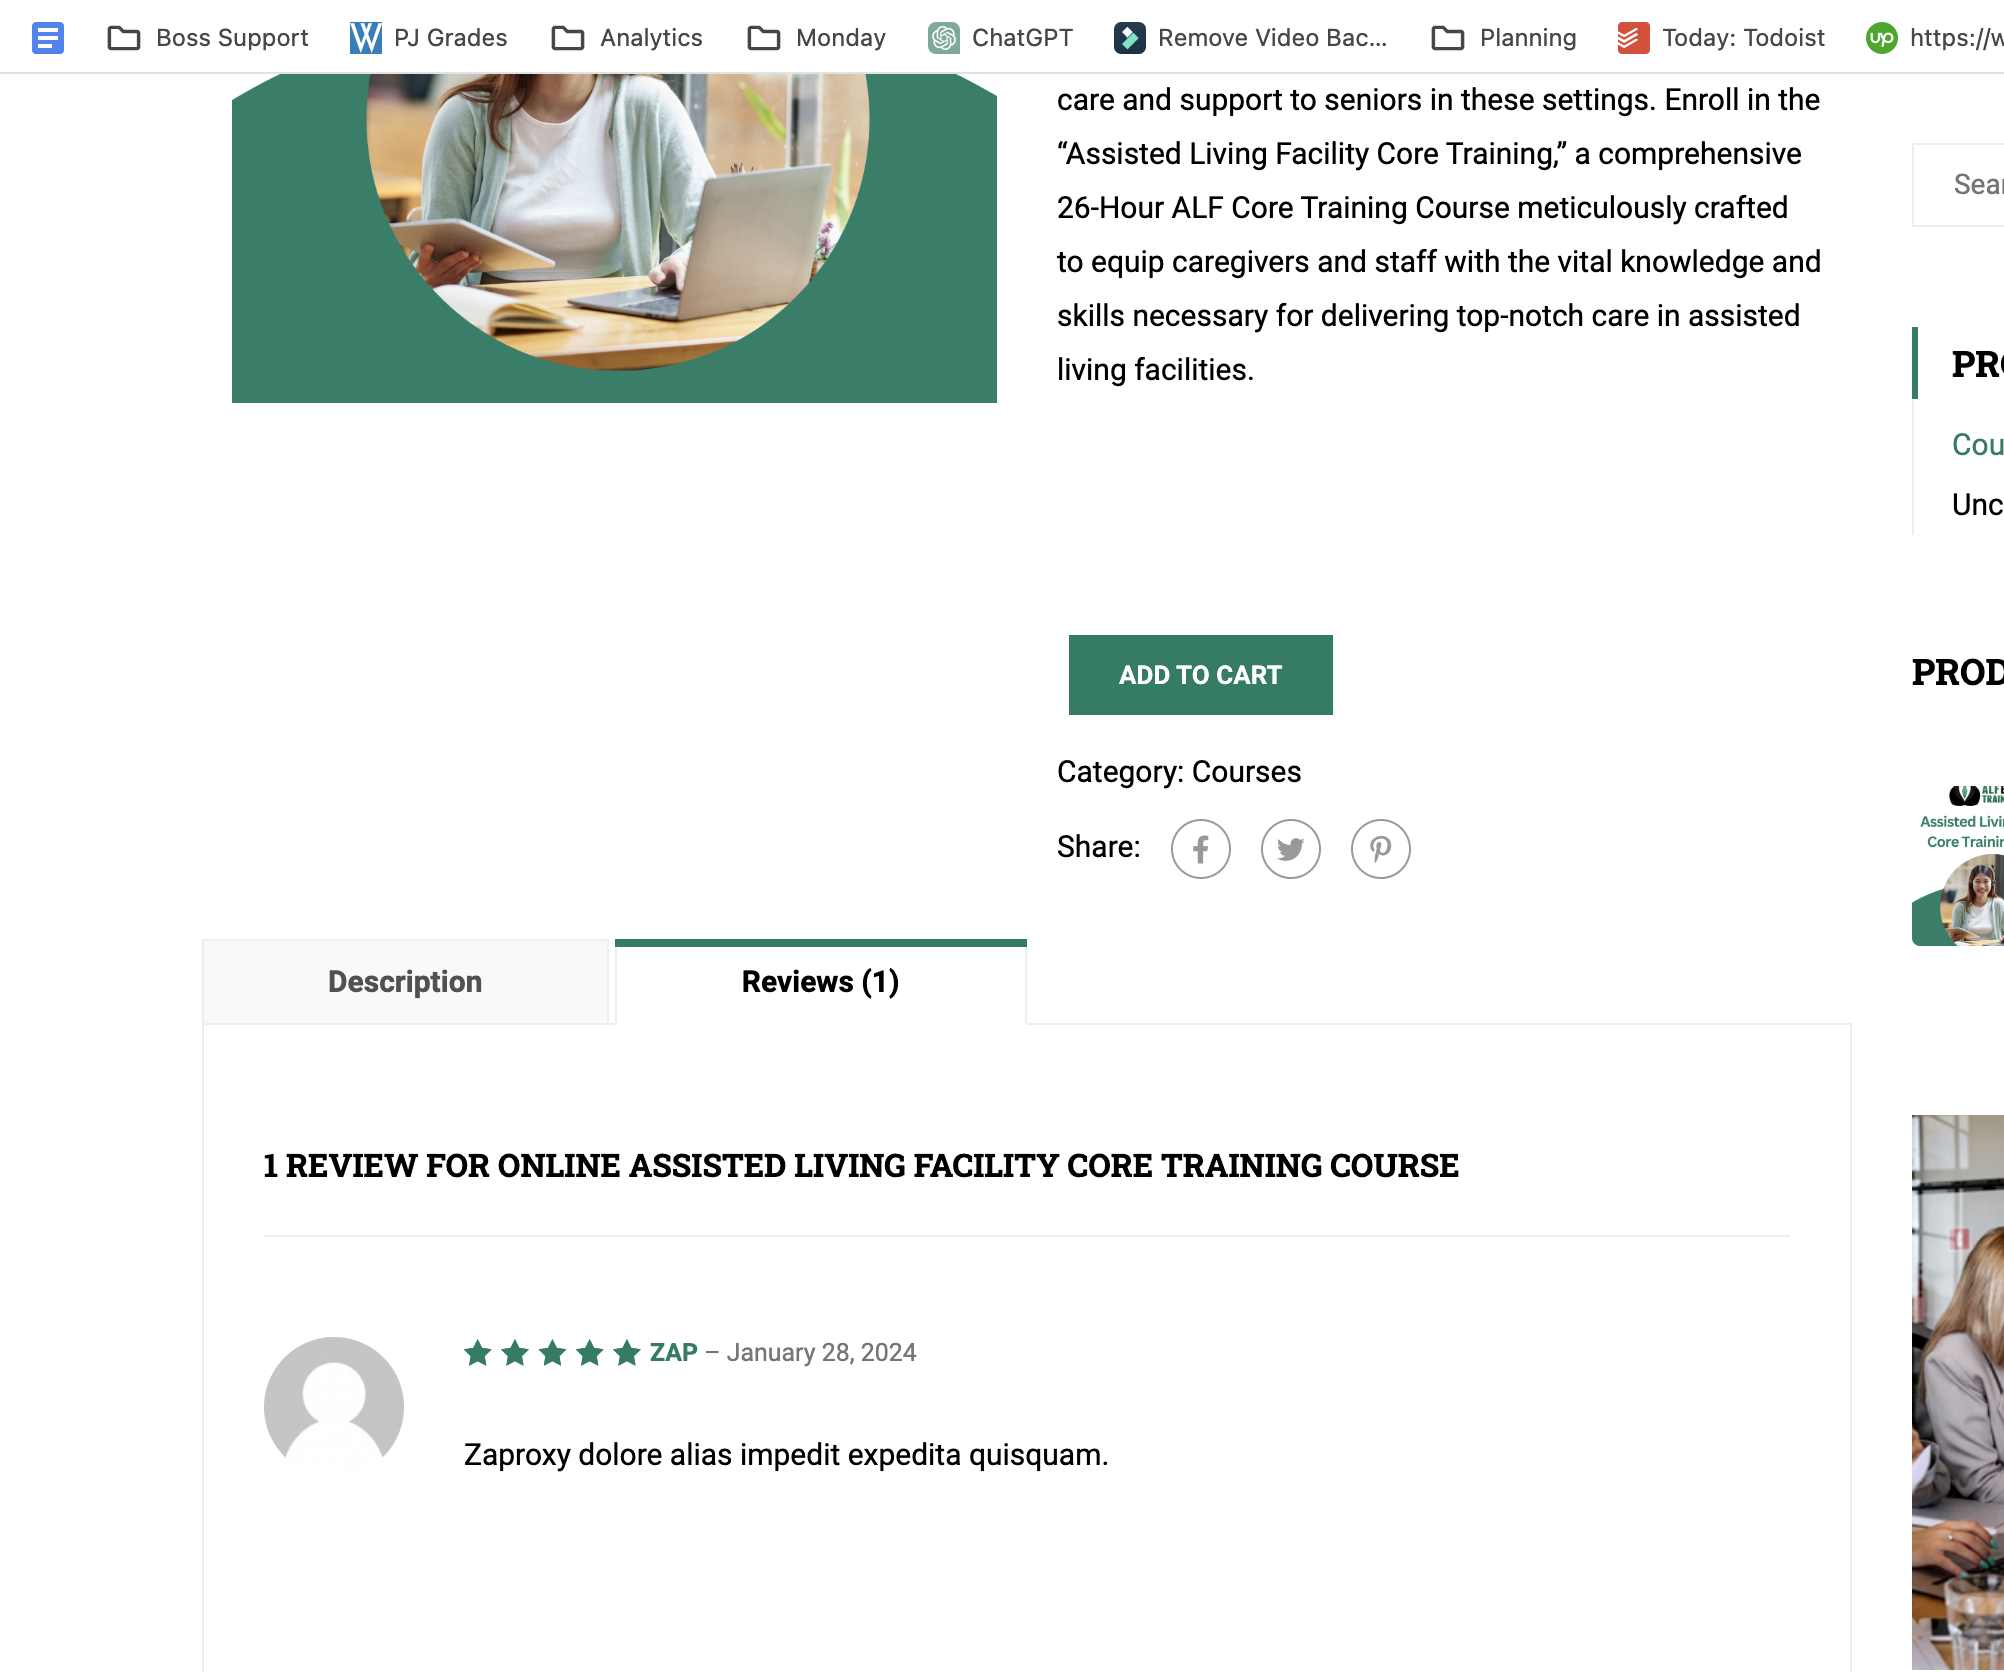 Boss Support
PJ Grades
Analytics
Monday
ChatGPT
Remove Video Bac...
Planning
Today: Todoist
up
https://w
care and support to seniors in these settings. Enroll in the
“Assisted Living Facility Core Training,” a comprehensive
26-Hour ALF Core Training Course meticulously crafted
to equip caregivers and staff with the vital knowledge and
skills necessary for delivering top-notch care in assisted
living facilities.
Sear
PRO
Cou
Unc
ADD TO CART
Category: Courses
Share:
PROD
ALF
TRAIN
Assisted Livi
Core Trainin
Description
Reviews (1)
1 REVIEW FOR ONLINE ASSISTED LIVING FACILITY CORE TRAINING COURSE
ZAP – January 28, 2024
Zaproxy dolore alias impedit expedita quisquam.